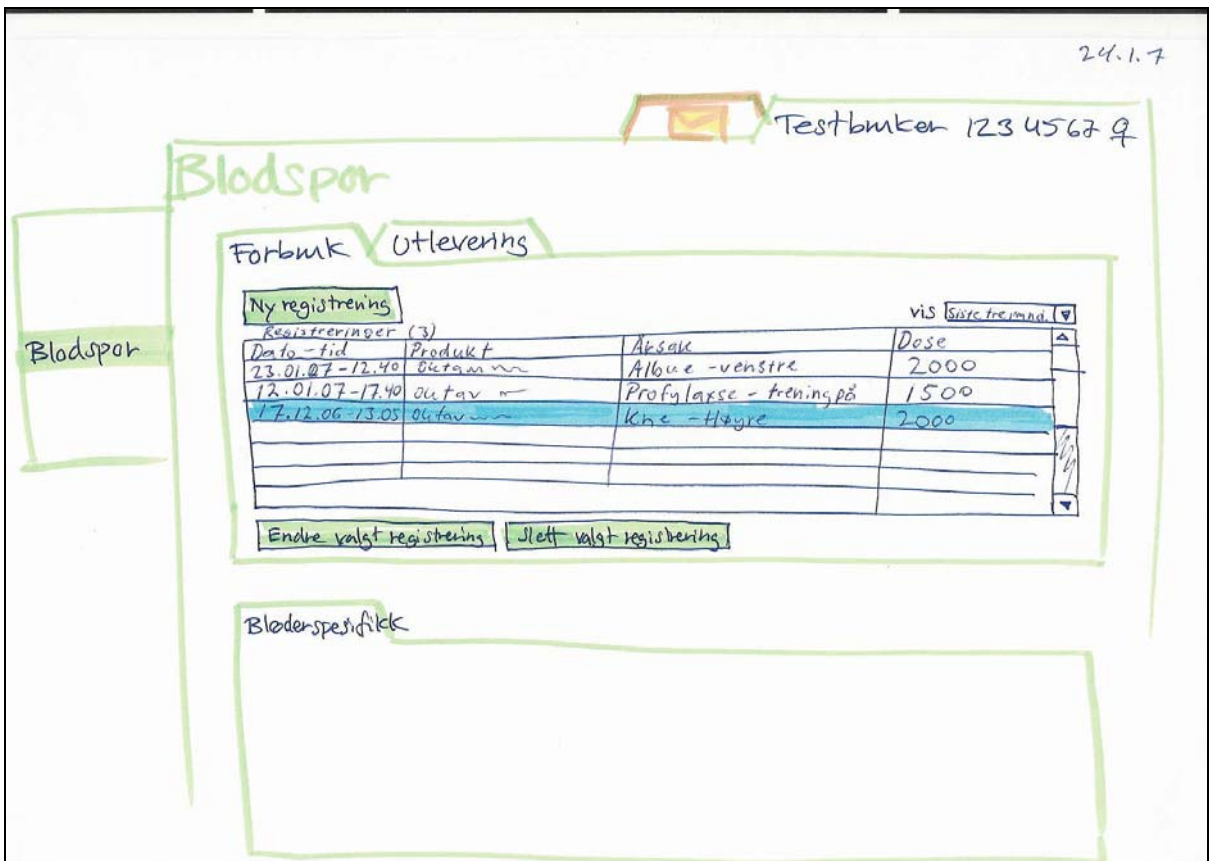 24.1.7
Testbruker 1234567 9
Blodspor
Forbruk Utlevering
Ny registrering
vis Siste tre mnd.
Registreringer (3)
Dato-tid Produkt Årsak Dose
23.01.07-12.40 Albue -venstre 2000
12.01.07-17.40 Profylakse - trening på 1500
17.12.06-13.05 Kne -Høyre 2000
Blodspor
Endre valgt registrering Slett valgt registrering
Bløderspesifikk